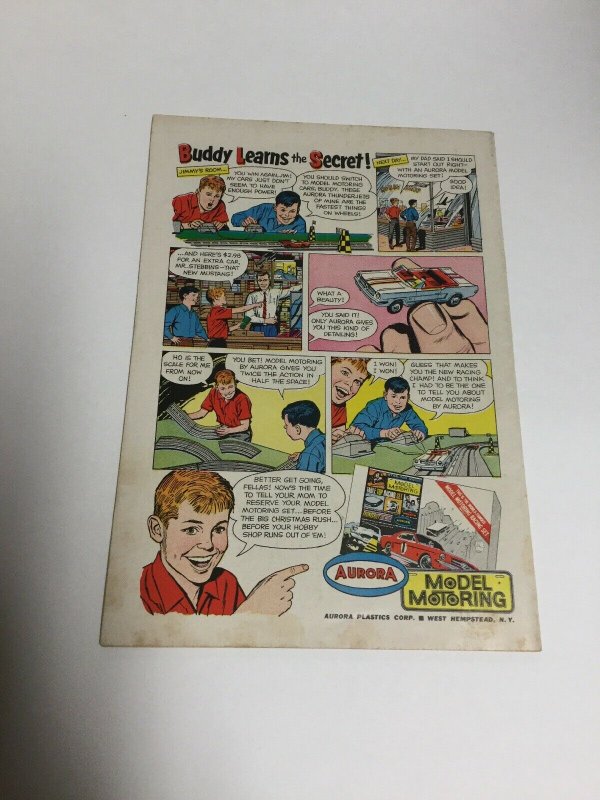 Buddy Learns the Secret!
JIMMY'S ROOM...
YOU WIN AGAIN, JIM!
MY CARS JUST DON'T
SEEM TO HAVE
ENOUGH POWER!
YOU SHOULD SWITCH
TO MODEL MOTORING
CARS, BUDDY. THESE
AURORA THUNDERJETS
OF MINE ARE THE
FASTEST THINGS
ON WHEELS!
NEXT DAY...
MY DAD SAID I SHOULD
START OUT RIGHT—
WITH AN AURORA MODEL
MOTORING SET!
GOOD
IDEA!
...AND HERE'S $2.98
FOR AN EXTRA CAR,
MR. STEBBINS—THAT
NEW MUSTANG!
WHAT A
BEAUTY!
YOU SAID IT!
ONLY AURORA GIVES
YOU THIS KIND OF
DETAILING!
HO IS THE
SCALE FOR ME
FROM NOW
ON!
YOU BET! MODEL MOTORING
BY AURORA GIVES YOU
TWICE THE ACTION IN
HALF THE SPACE!
I WON!
I WON!
GUESS THAT MAKES
YOU THE NEW RACING
CHAMP! AND TO THINK
I HAD TO BE THE ONE
TO TELL YOU ABOUT
MODEL MOTORING
BY AURORA!
BETTER GET GOING,
FELLAS! NOW'S THE TIME
TO TELL YOUR MOM TO
RESERVE YOUR MODEL
MOTORING SET...BEFORE
THE BIG CHRISTMAS RUSH...
BEFORE YOUR HOBBY
SHOP RUNS OUT OF 'EM!
MODEL
MOTORING
AURORA
MODEL
MOTORING
AURORA PLASTICS CORP. ■ WEST HEMPSTEAD, N. Y.